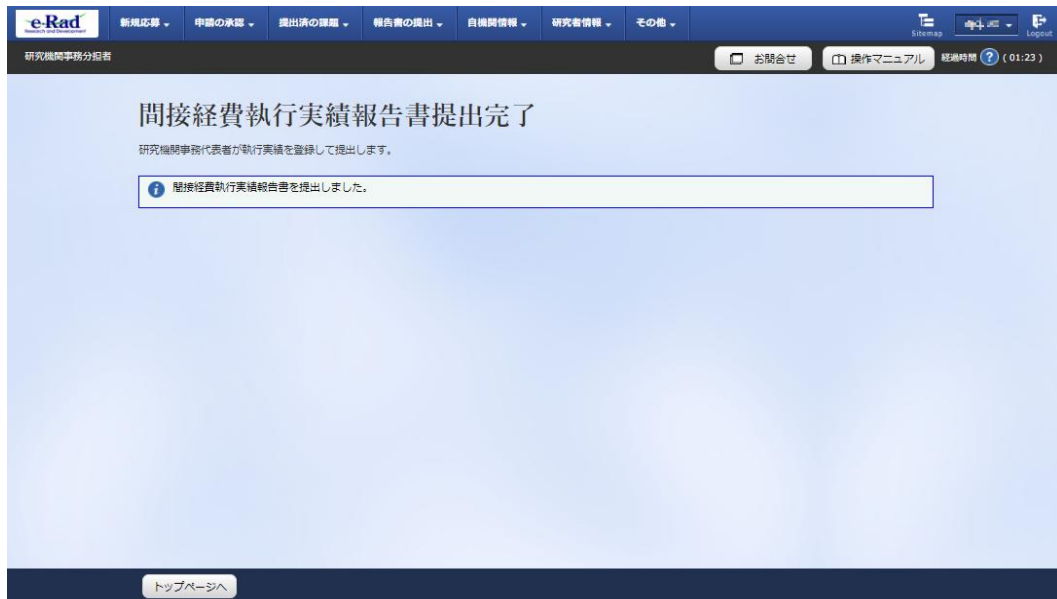 e-Rad
Research and Development
新規応募
申請の承認
提出済の課題
報告書の提出
自機関情報
研究者情報
その他
Sitemap
Logout
研究機関事務分担者
お問合せ
操作マニュアル
経過時間 ? ( 01:23 )
間接経費執行実績報告書提出完了
研究機関事務代表者が執行実績を登録して提出します。
i 間接経費執行実績報告書を提出しました。
トップページへ